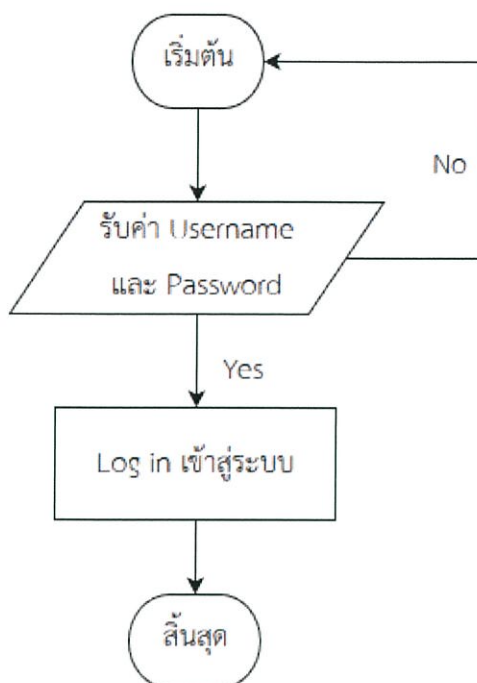 เริ่มต้น
No
รับค่า Username
และ Password
Yes
Log in เข้าสู่ระบบ
สิ้นสุด